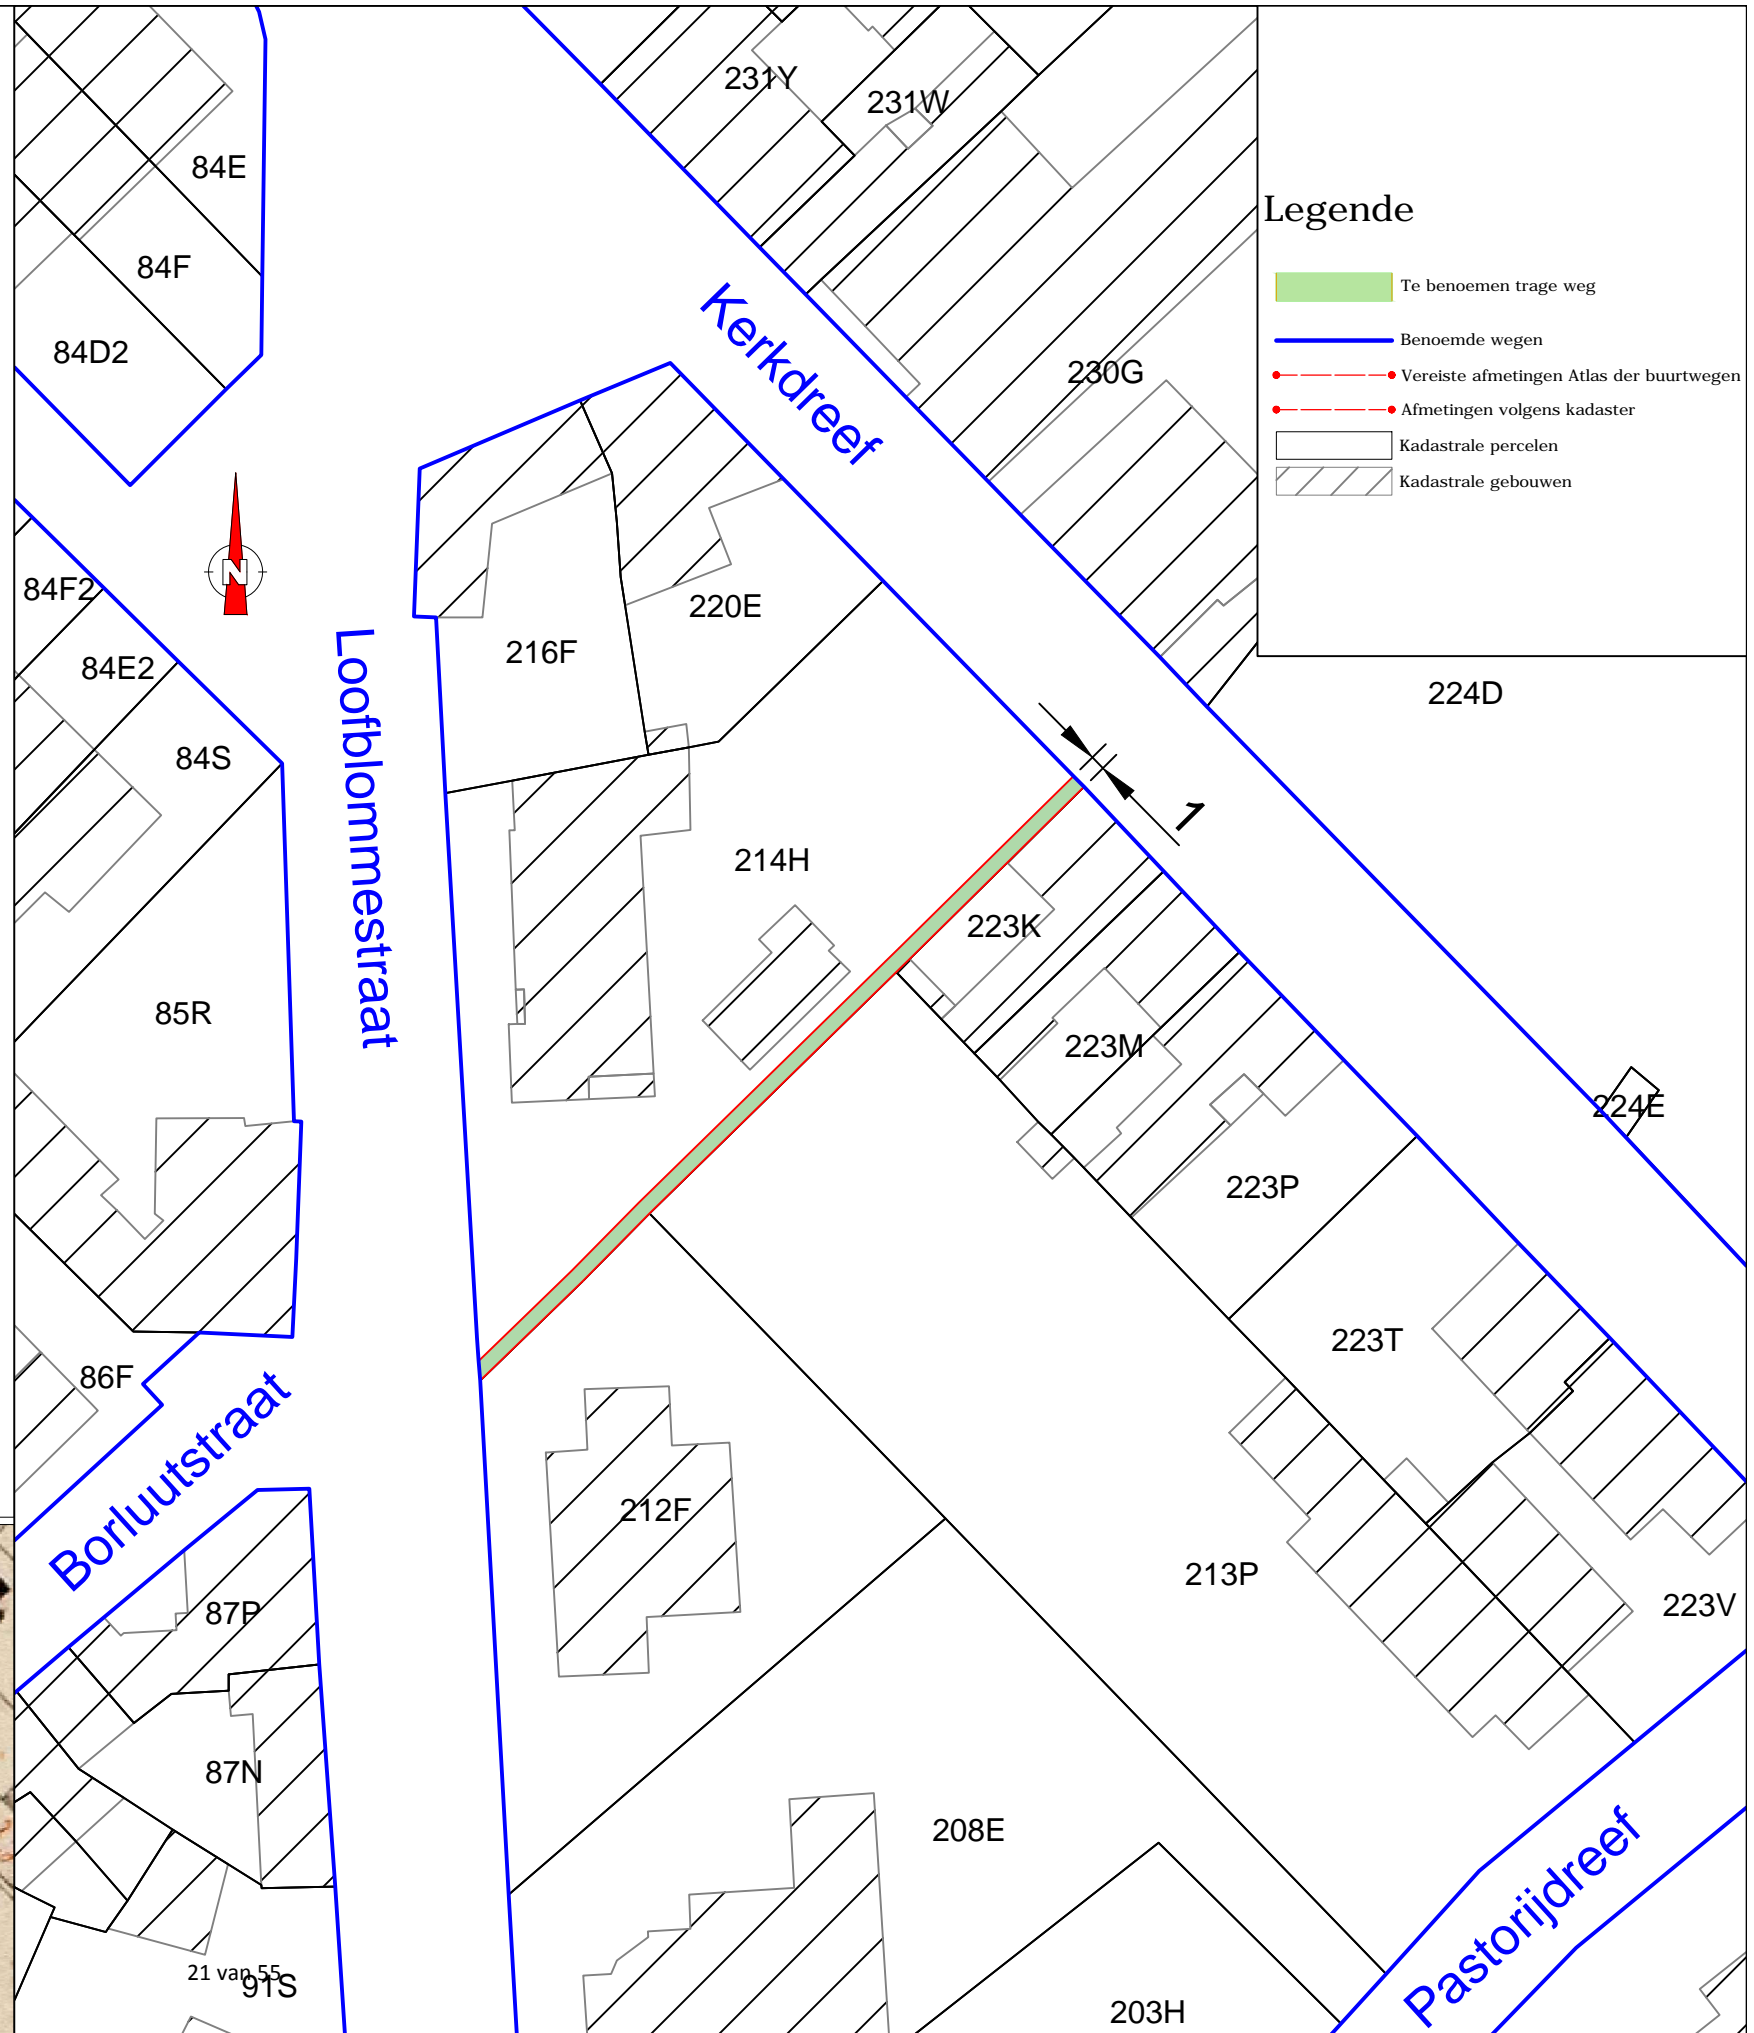 231Y
231W
84E
84F
84D2
Kerkdreef
230G
Legende
Te benoemen trage weg
Benoemde wegen
Vereiste afmetingen Atlas der buurtwegen
Afmetingen volgens kadaster
Kadastrale percelen
Kadastrale gebouwen
N
84F2
84E2
84S
220E
216F
224D
Loofblommestraat
214H
1
223K
85R
223M
224E
223P
223T
86F
Borluutstraat
212F
213P
223V
87P
87N
208E
Pastorijdreef
21 van 55
91S
203H